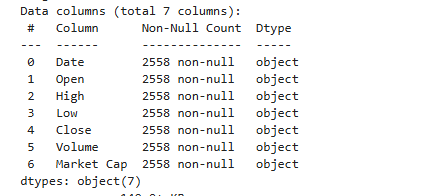 Data columns (total 7 columns):
#   Column      Non-Null Count  Dtype
---  ------      --------------  -----
0   Date        2558 non-null   object
1   Open        2558 non-null   object
2   High        2558 non-null   object
3   Low         2558 non-null   object
4   Close       2558 non-null   object
5   Volume      2558 non-null   object
6   Market Cap  2558 non-null   object
dtypes: object(7)